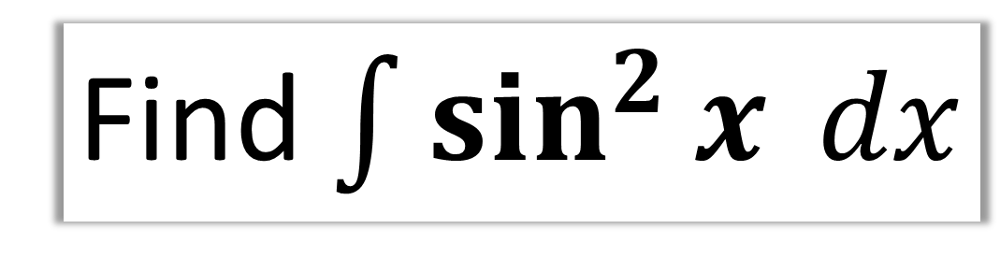 Find ∫ sin² x dx